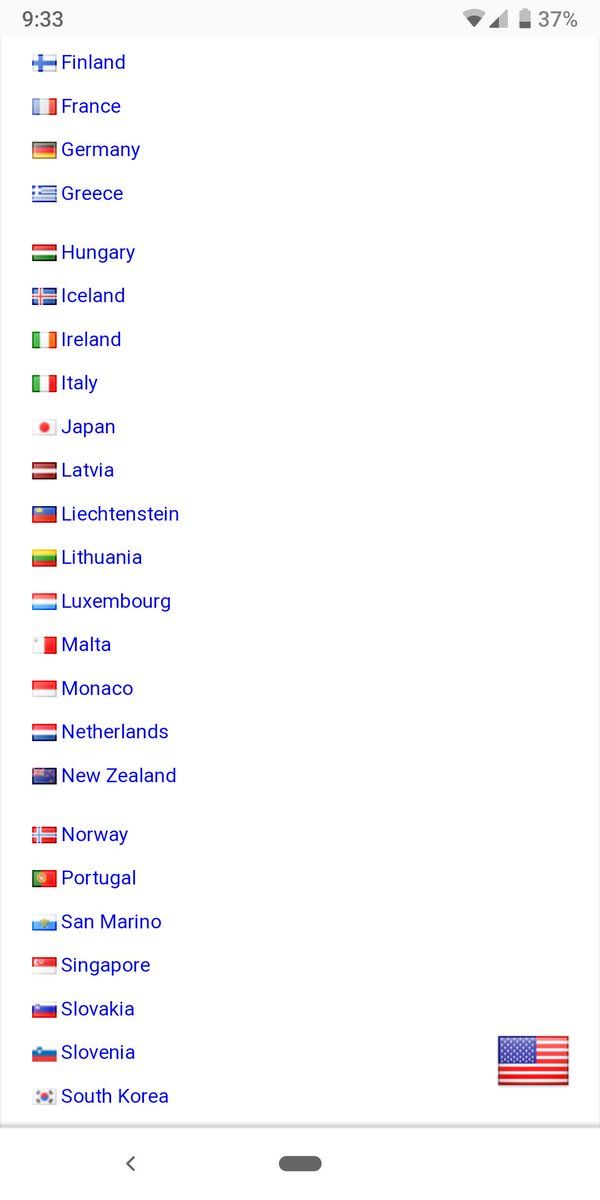 9:33
37%
Finland
France
Germany
Greece
Hungary
Iceland
Ireland
Italy
Japan
Latvia
Liechtenstein
Lithuania
Luxembourg
Malta
Monaco
Netherlands
New Zealand
Norway
Portugal
San Marino
Singapore
Slovakia
Slovenia
South Korea